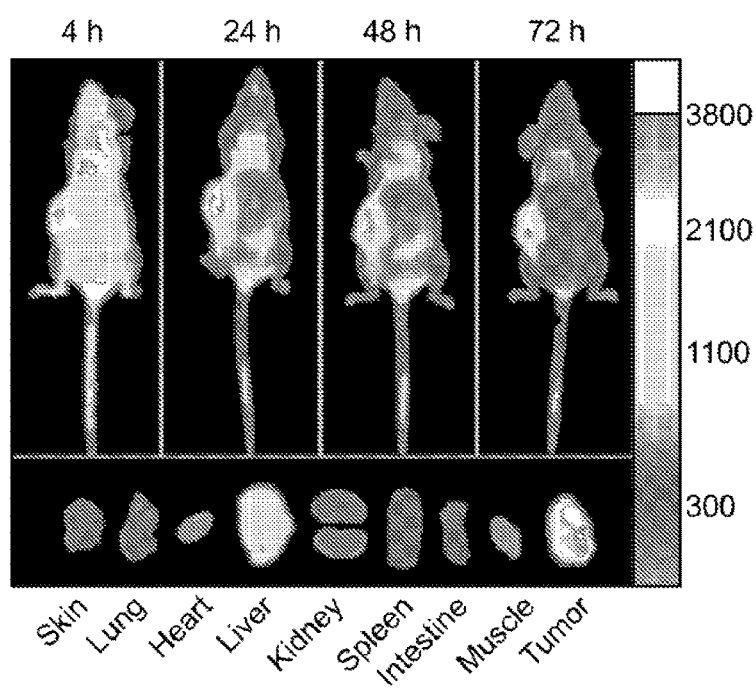 4 h 24 h 48 h 72 h
3800
2100
1100
300
Skin Lung Heart Liver Kidney Spleen Intestine Muscle Tumor